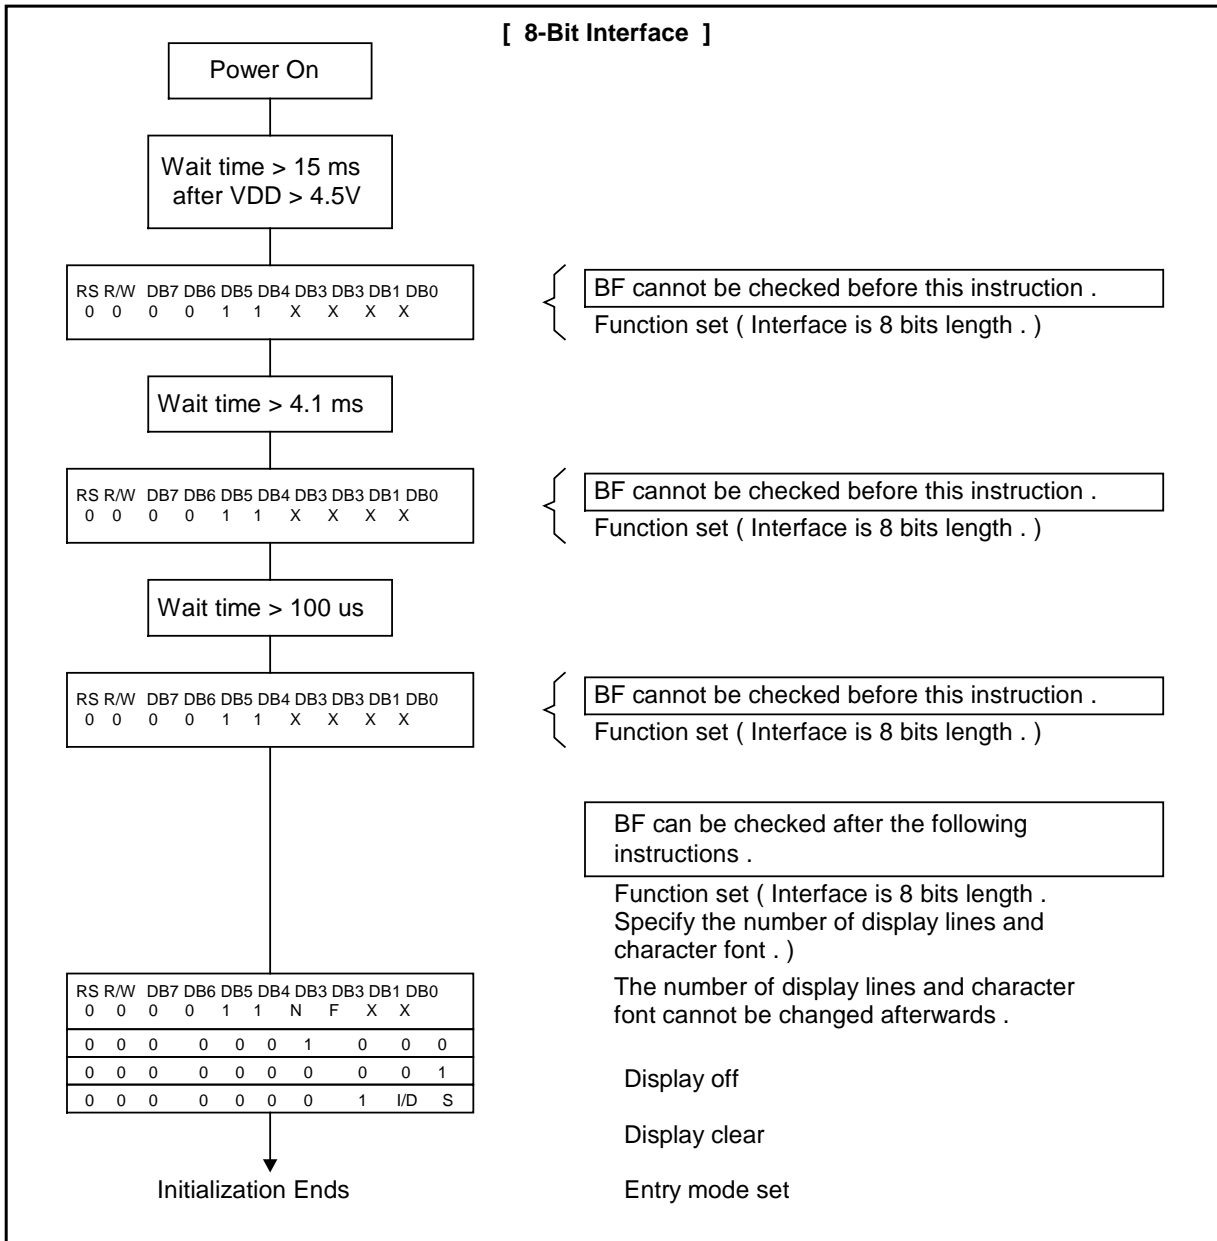 [ 8-Bit Interface ]
Power On
Wait time > 15 ms
after VDD > 4.5V
RS R/W DB7 DB6 DB5 DB4 DB3 DB3 DB1 DB0
0 0 0 0 1 1 X X X X
BF cannot be checked before this instruction .
Function set ( Interface is 8 bits length . )
Wait time > 4.1 ms
RS R/W DB7 DB6 DB5 DB4 DB3 DB3 DB1 DB0
0 0 0 0 1 1 X X X X
BF cannot be checked before this instruction .
Function set ( Interface is 8 bits length . )
Wait time > 100 us
RS R/W DB7 DB6 DB5 DB4 DB3 DB3 DB1 DB0
0 0 0 0 1 1 X X X X
BF cannot be checked before this instruction .
Function set ( Interface is 8 bits length . )
BF can be checked after the following
instructions .
Function set ( Interface is 8 bits length .
Specify the number of display lines and
character font . )
The number of display lines and character
font cannot be changed afterwards .
RS R/W DB7 DB6 DB5 DB4 DB3 DB3 DB1 DB0
0 0 0 0 1 1 N F X X
0 0 0 0 0 0 1 0 0 0
0 0 0 0 0 0 0 0 0 1
0 0 0 0 0 0 0 1 I/D S
Display off
Display clear
Entry mode set
Initialization Ends